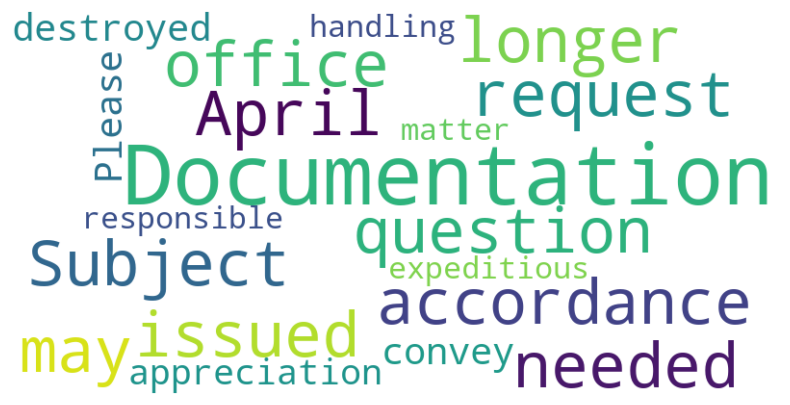 destroyed
handling
longer
office
Please
April
request
matter
Documentation
responsible
question
Subject
expeditious
accordance
may
issued
convey
needed
appreciation